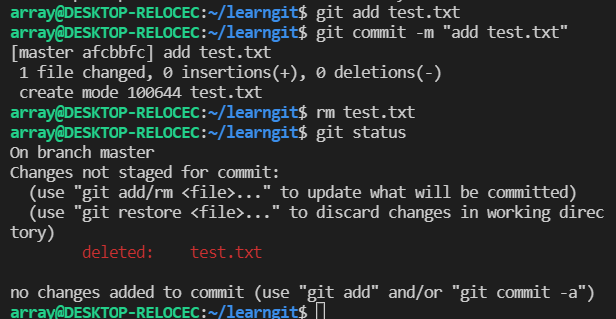 array@DESKTOP-RELOCEC:~/learngit$ git add test.txt
array@DESKTOP-RELOCEC:~/learngit$ git commit -m "add test.txt"
[master afcbbfc] add test.txt
 1 file changed, 0 insertions(+), 0 deletions(-)
 create mode 100644 test.txt
array@DESKTOP-RELOCEC:~/learngit$ rm test.txt
array@DESKTOP-RELOCEC:~/learngit$ git status
On branch master
Changes not staged for commit:
  (use "git add/rm <file>..." to update what will be committed)
  (use "git restore <file>..." to discard changes in working direc
tory)
        deleted:    test.txt

no changes added to commit (use "git add" and/or "git commit -a")
array@DESKTOP-RELOCEC:~/learngit$